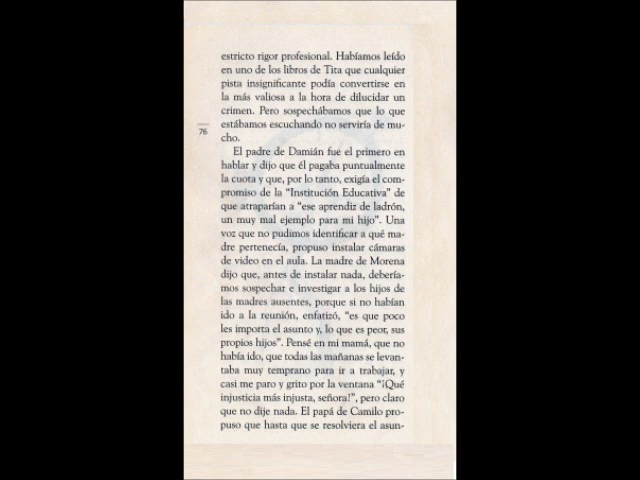 estricto rigor profesional. Habíamos leído
en uno de los libros de Tita que cualquier
pista insignificante podía convertirse en
la más valiosa a la hora de dilucidar un
crimen. Pero sospechábamos que lo que
estábamos escuchando no serviría de mu-
76
cho.
El padre de Damián fue el primero en
hablar y dijo que él pagaba puntualmente
la cuota y que, por lo tanto, exigía el com-
promiso de la “Institución Educativa” de
que atraparían a “ese aprendiz de ladrón,
un muy mal ejemplo para mi hijo”. Una
voz que no pudimos identificar a qué ma-
dre pertenecía, propuso instalar cámaras
de video en el aula. La madre de Morena
dijo que, antes de instalar nada, debería-
mos sospechar e investigar a los hijos de
las madres ausentes, porque si no habían
ido a la reunión, enfatizó, “es que poco
les importa el asunto y, lo que es peor, sus
propios hijos”. Pensé en mi mamá, que no
había ido, que todas las mañanas se levan-
taba muy temprano para ir a trabajar, y
casi me paro y grito por la ventana “¡Qué
injusticia más injusta, señora!”, pero claro
que no dije nada. El papá de Camilo pro-
puso que hasta que se resolviera el asun-